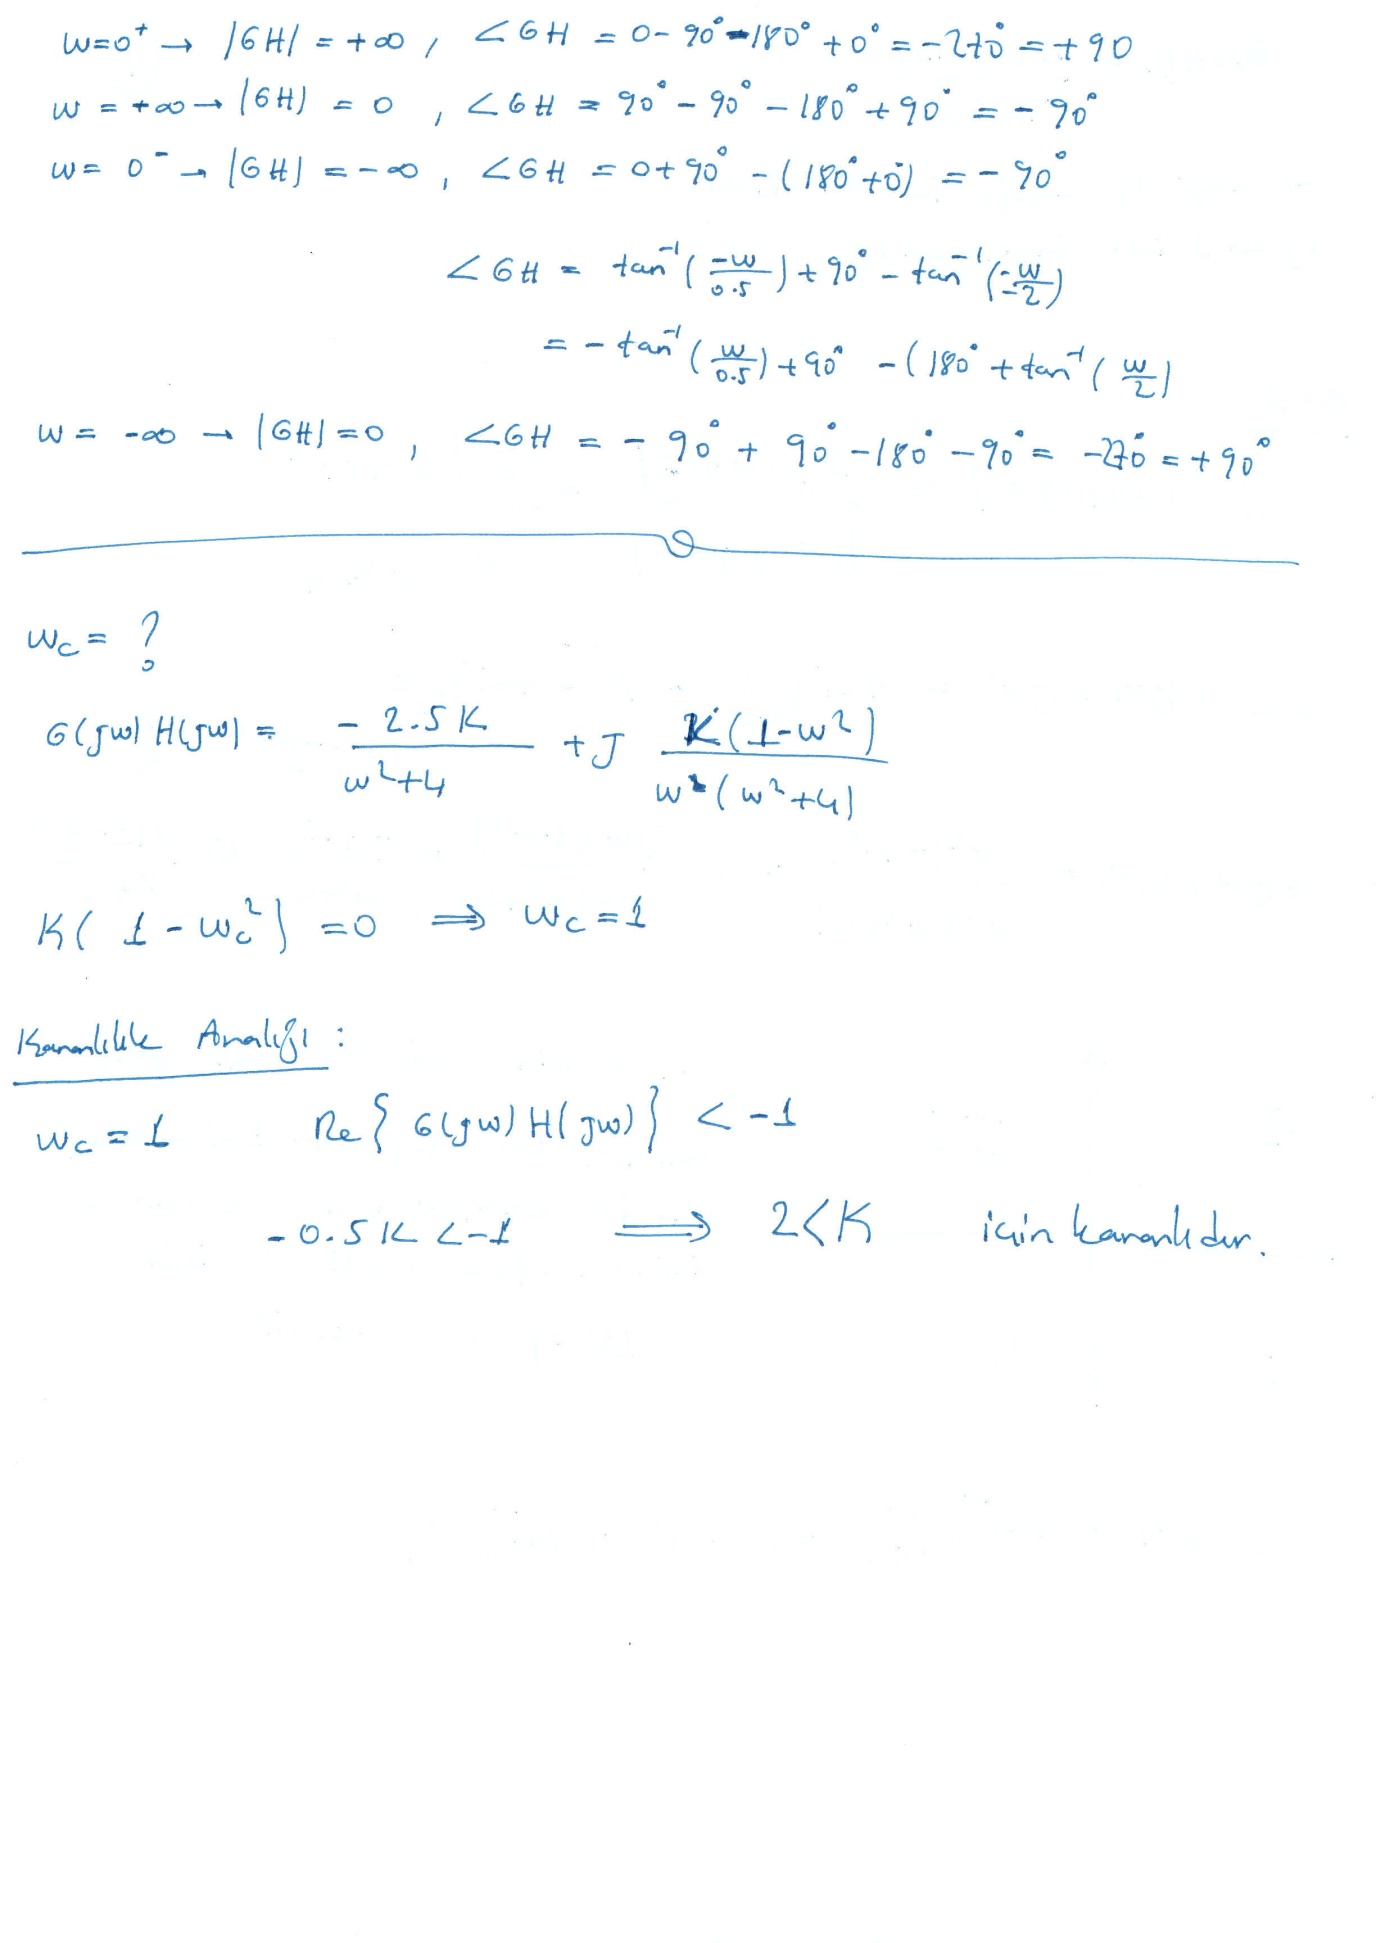 w=0⁺ → |GH| = +∞ , ∠GH = 0-90°-180°+0° = -270° = +90
w = +∞ → |GH| = 0 , ∠GH = 90° - 90° - 180° + 90° = -90°
w= 0⁻ → |GH| = -∞ , ∠GH = 0+90° - (180°+0°) = -90°
∠GH = tan⁻¹(-w/0.5) + 90° - tan⁻¹(-w/-2)
= - tan⁻¹(w/0.5) + 90° - (180° + tan⁻¹(w/2)
w = -∞ → |GH| = 0 , ∠GH = -90° + 90° - 180° - 90° = -270° = +90°
wc = ?
G(jw) H(jw) = - 2.5K / w²+4 + J K(1-w²) / w(w²+4)
K(1-wc²) = 0 ⟹ wc = 1
Kararlılık Analizi :
wc = 1 Re{G(jw) H(jw)} < -1
-0.5K < -1 ⟹ 2<K için kararlıdır.